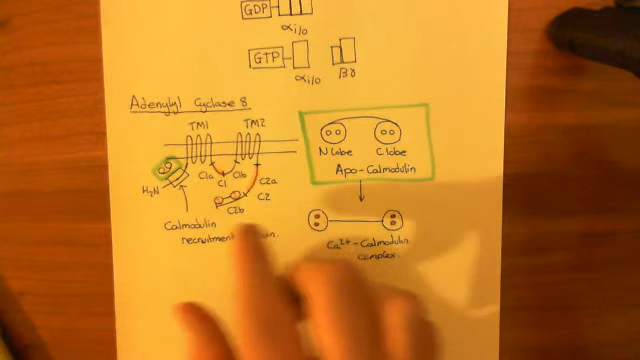 GDP
αi/o
GTP
αi/o
βγ
Adenylyl Cyclase 8
TM1
TM2
N Lobe
C lobe
Apo-Calmodulin
H₂N
C1a
C1b
C1
C2a
C2
C2b
Calmodulin
recruitment
Ca²⁺-Calmodulin
complex.